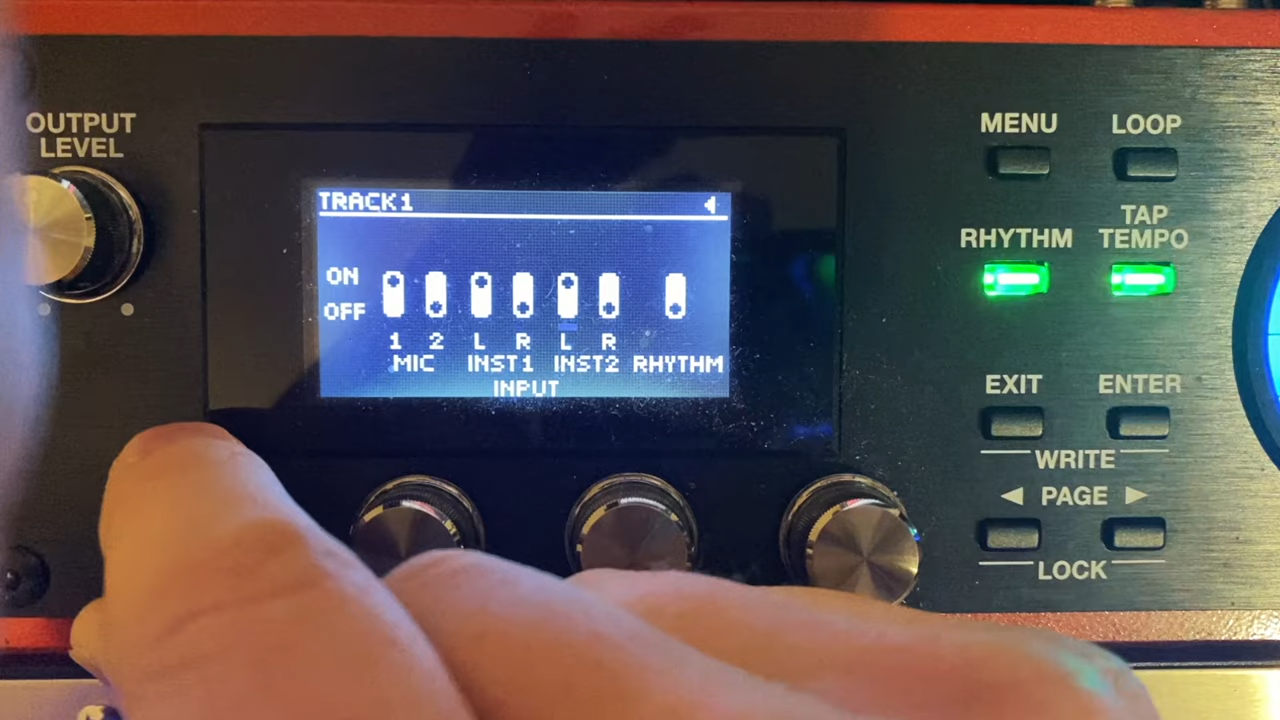 OUTPUT
LEVEL
TRACK1
ON
OFF
1 2 L R L R
MIC INST1 INST2 RHYTHM
INPUT
MENU LOOP
RHYTHM TAP
TEMPO
EXIT ENTER
WRITE
◀ PAGE ▶
LOCK